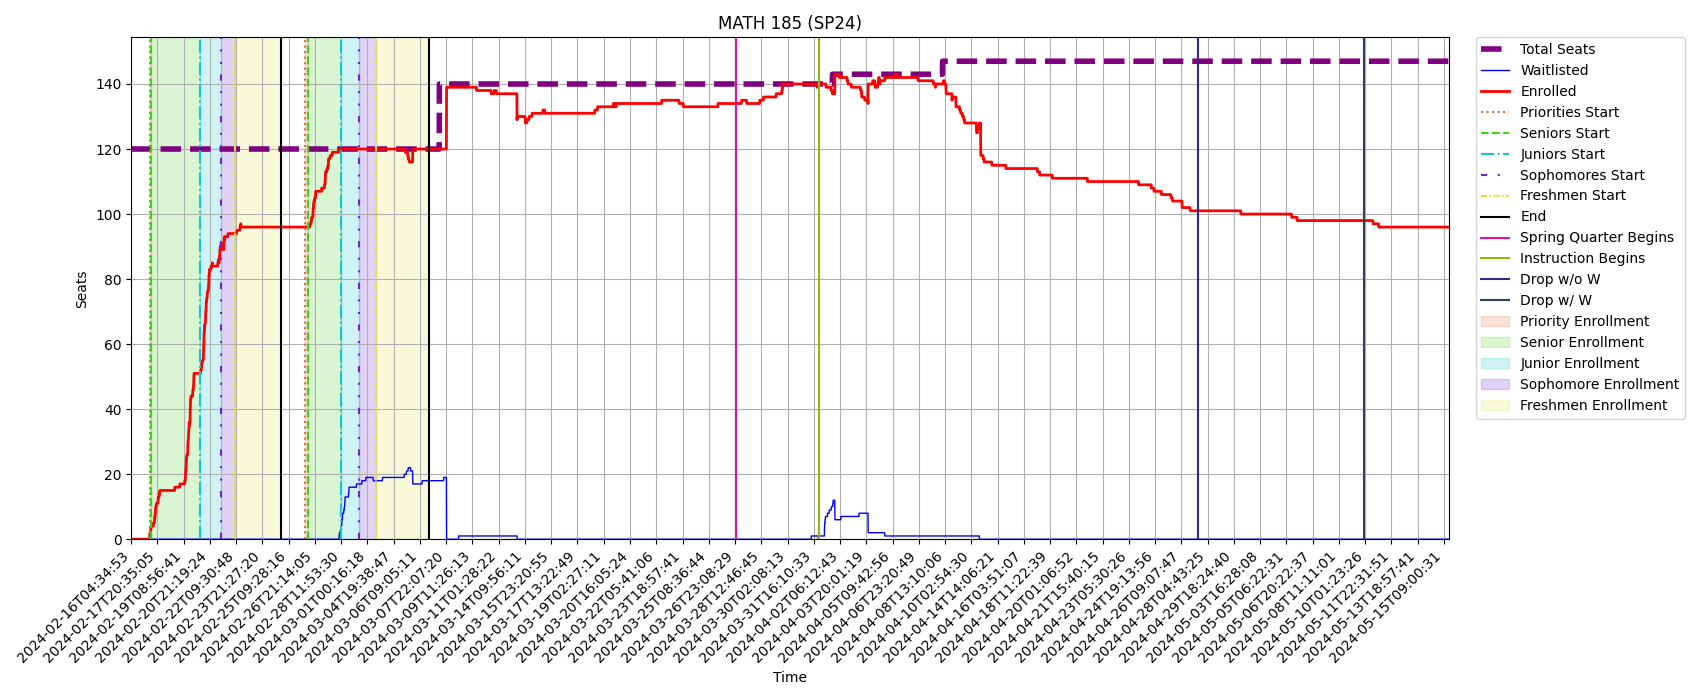 MATH 185 (SP24)
Seats
140
120
100
80
60
40
20
0
2024-02-16T04:34:53
2024-02-17T20:35:05
2024-02-19T08:56:41
2024-02-20T21:19:24
2024-02-22T09:30:48
2024-02-23T21:27:20
2024-02-25T09:28:16
2024-02-26T21:14:05
2024-02-28T11:53:30
2024-03-01T00:16:18
2024-03-04T19:38:47
2024-03-06T09:05:11
2024-03-07T22:07:20
2024-03-09T11:26:13
2024-03-11T01:28:22
2024-03-14T09:56:11
2024-03-15T23:20:55
2024-03-17T13:22:49
2024-03-19T02:27:11
2024-03-20T16:05:24
2024-03-22T05:41:06
2024-03-23T18:57:41
2024-03-25T08:36:44
2024-03-26T23:08:29
2024-03-28T12:46:45
2024-03-30T02:08:13
2024-03-31T16:10:33
2024-04-02T06:12:43
2024-04-03T20:01:19
2024-04-05T09:42:56
2024-04-06T23:20:49
2024-04-08T13:10:06
2024-04-10T02:54:30
2024-04-14T14:06:21
2024-04-16T03:51:07
2024-04-18T11:22:39
2024-04-20T01:06:52
2024-04-21T15:40:15
2024-04-23T05:30:26
2024-04-24T19:13:56
2024-04-26T09:07:47
2024-04-28T04:43:25
2024-04-29T18:24:40
2024-05-03T16:28:08
2024-05-05T06:22:31
2024-05-06T20:22:37
2024-05-08T11:11:01
2024-05-10T01:23:26
2024-05-11T22:31:51
2024-05-13T18:57:41
2024-05-15T09:00:31
Time
Total Seats
Waitlisted
Enrolled
Priorities Start
Seniors Start
Juniors Start
Sophomores Start
Freshmen Start
End
Spring Quarter Begins
Instruction Begins
Drop w/o W
Drop w/ W
Priority Enrollment
Senior Enrollment
Junior Enrollment
Sophomore Enrollment
Freshmen Enrollment